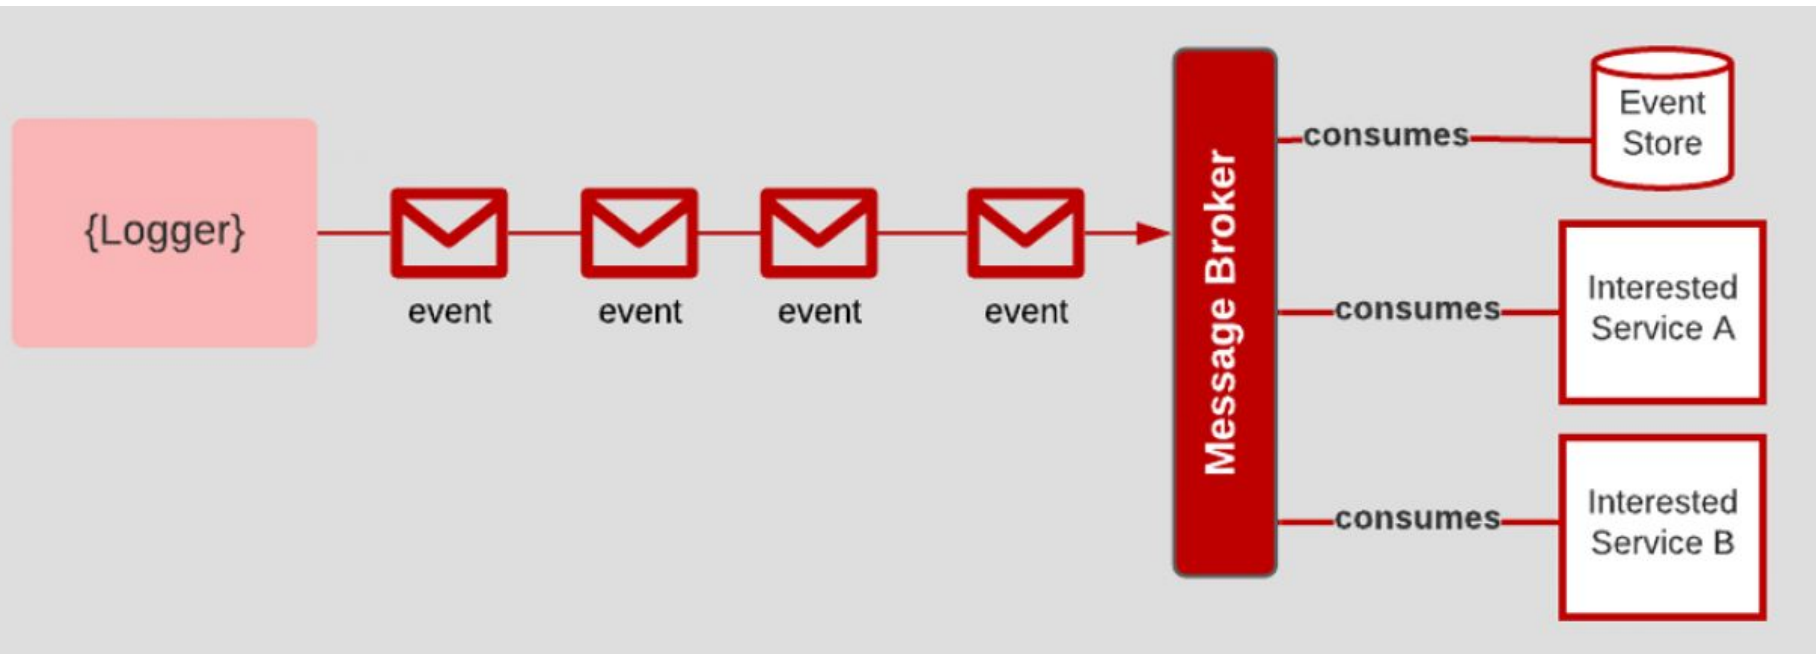 {Logger}
event
event
event
event
Message Broker
consumes
Event
Store
consumes
Interested
Service A
consumes
Interested
Service B